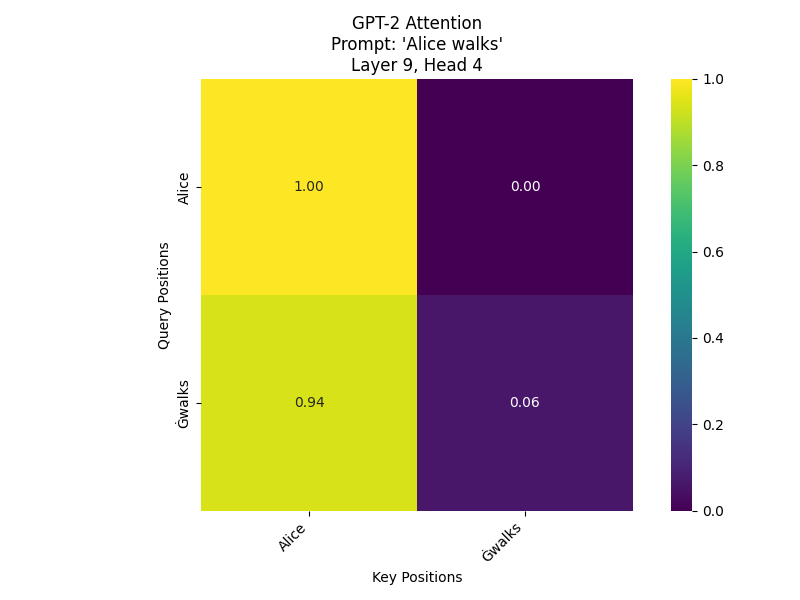 GPT-2 Attention
Prompt: 'Alice walks'
Layer 9, Head 4
1.0
0.8
0.6
0.4
0.2
0.0
Query Positions
Alice
Ġwalks
1.00
0.00
0.94
0.06
Alice
Ġwalks
Key Positions